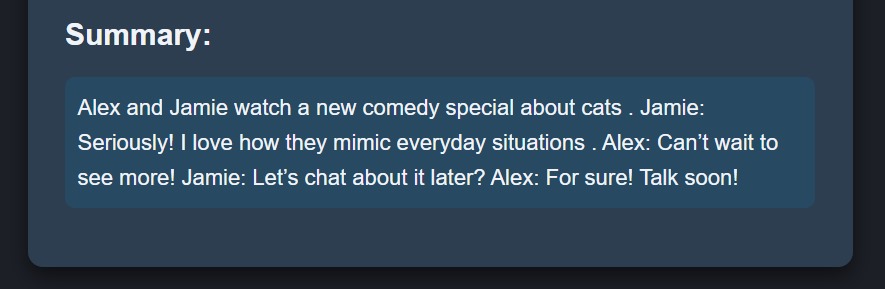 Summary:
Alex and Jamie watch a new comedy special about cats . Jamie:
Seriously! I love how they mimic everyday situations . Alex: Can’t wait to
see more! Jamie: Let’s chat about it later? Alex: For sure! Talk soon!